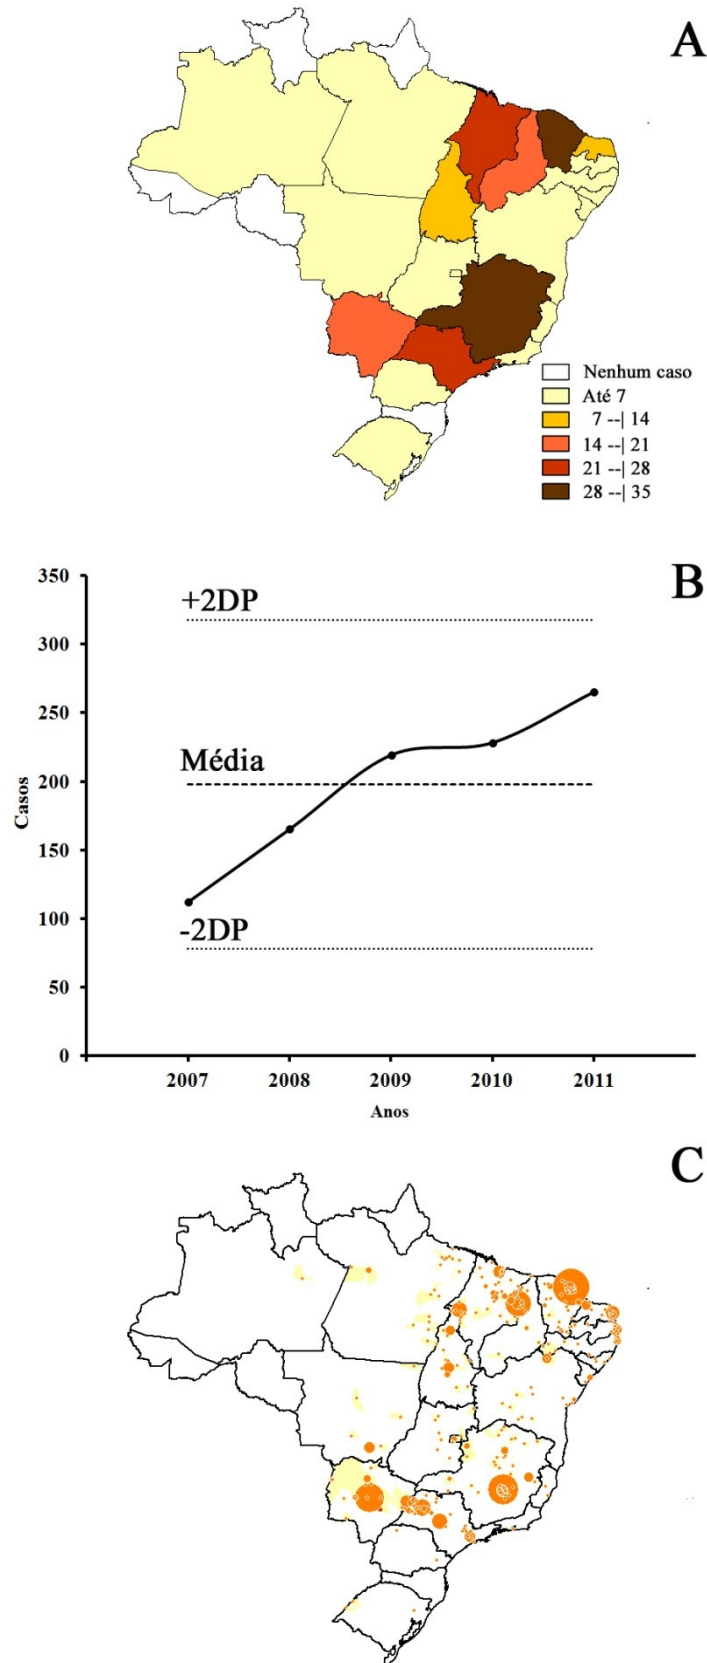 A
Nenhum caso
Até 7
7 --| 14
14 --| 21
21 --| 28
28 --| 35
B
350
+2DP
300
250
Média
200
Casos
150
100
-2DP
50
0
2007 2008 2009 2010 2011
Anos
C